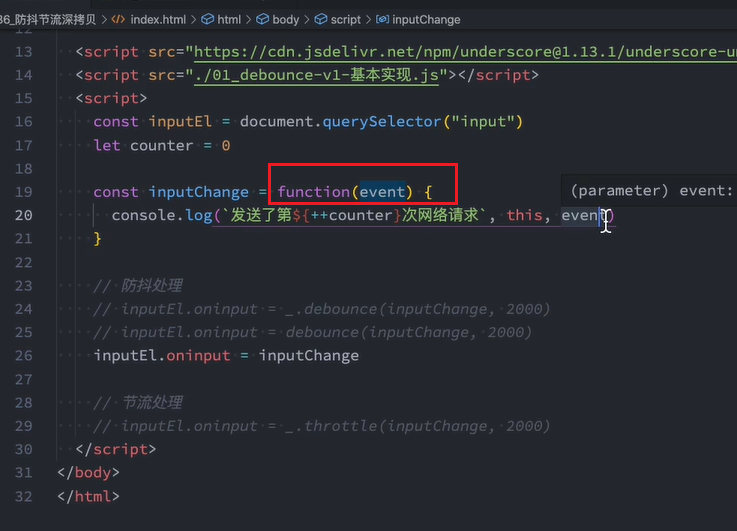 36_防抖节流深拷贝 > index.html > html > body > script > inputChange
12
13 <script src="https://cdn.jsdelivr.net/npm/underscore@1.13.1/underscore-u
14 <script src="./01_debounce-v1-基本实现.js"></script>
15 <script>
16 const inputEl = document.querySelector("input")
17 let counter = 0
18
19 const inputChange = function(event) { (parameter) event:
20 console.log(`发送了第${++counter}次网络请求`, this, event)
21 }
22
23 // 防抖处理
24 // inputEl.oninput = _.debounce(inputChange, 2000)
25 // inputEl.oninput = debounce(inputChange, 2000)
26 inputEl.oninput = inputChange
27
28 // 节流处理
29 // inputEl.oninput = _.throttle(inputChange, 2000)
30 </script>
31 </body>
32 </html>